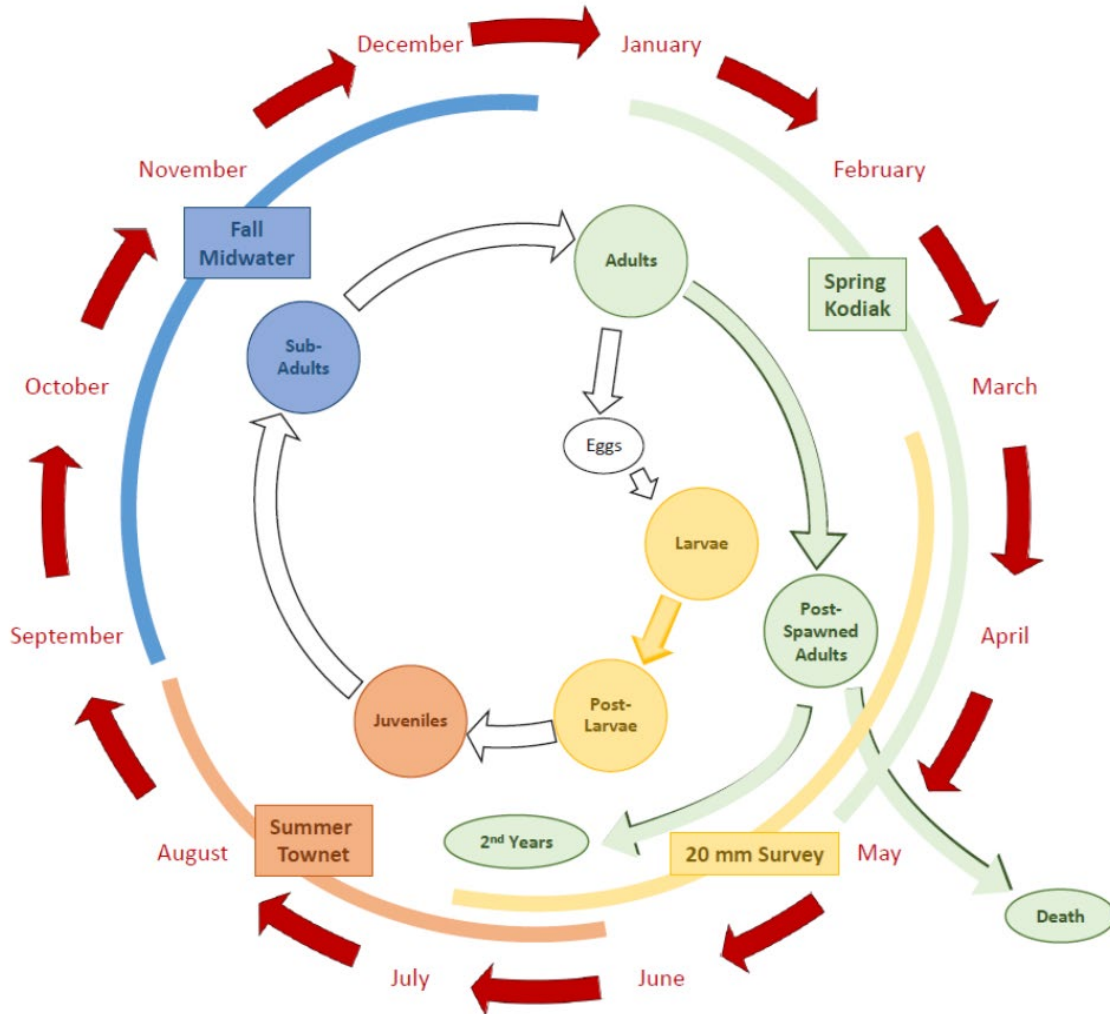 December
January
November
February
Fall
Midwater
Adults
Spring
Kodiak
Sub-
Adults
October
March
Eggs
Larvae
Post-
Spawned
Adults
September
April
Juveniles
Post-
Larvae
August
Summer
Townet
2nd Years
20 mm Survey
May
Death
July
June